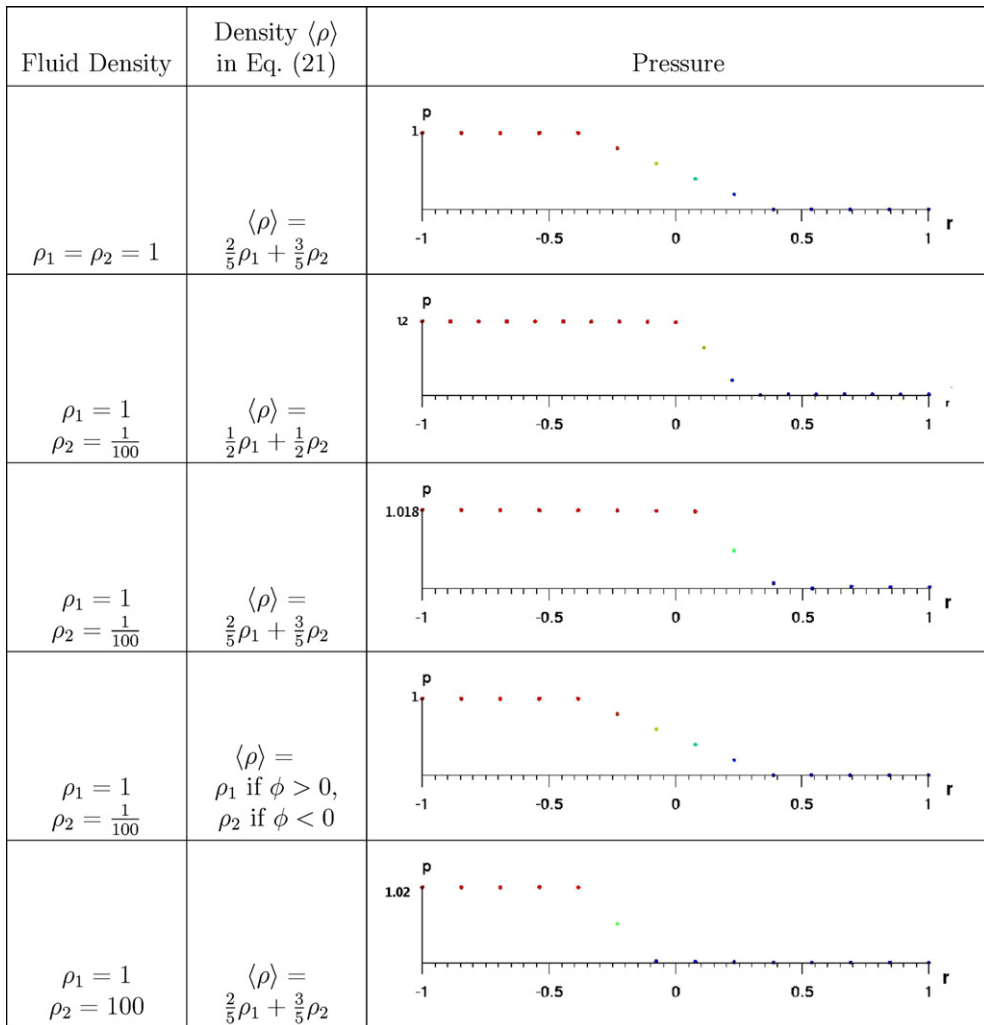 Fluid Density
Density ⟨ρ⟩
in Eq. (21)
Pressure
ρ₁ = ρ₂ = 1
⟨ρ⟩ =
2/5ρ₁ + 3/5ρ₂
p
1
-1 -0.5 0 0.5 1 r
ρ₁ = 1
ρ₂ = 1/100
⟨ρ⟩ =
1/2ρ₁ + 1/2ρ₂
p
1.2
-1 -0.5 0 0.5 1 r
ρ₁ = 1
ρ₂ = 1/100
⟨ρ⟩ =
2/5ρ₁ + 3/5ρ₂
p
1.018
-1 -0.5 0 0.5 1 r
ρ₁ = 1
ρ₂ = 1/100
⟨ρ⟩ =
ρ₁ if ϕ > 0,
ρ₂ if ϕ < 0
p
1
-1 -0.5 0 0.5 1 r
ρ₁ = 1
ρ₂ = 100
⟨ρ⟩ =
2/5ρ₁ + 3/5ρ₂
p
1.02
-1 -0.5 0 0.5 1 r